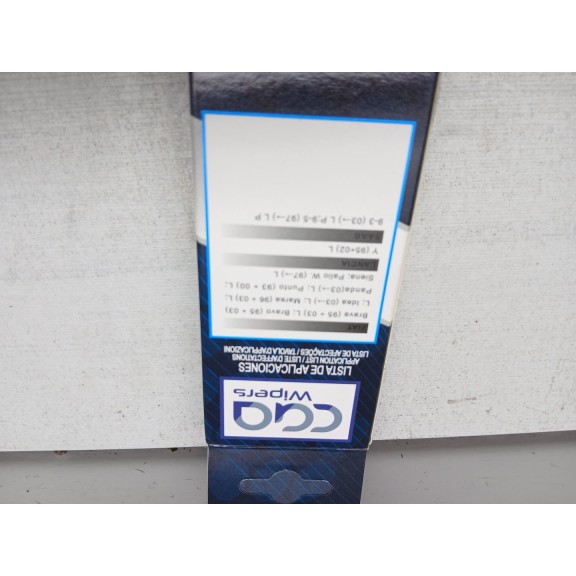 CGA
Wipers
LISTA DE APLICACIONES
APPLICATION LIST / LISTE D'AFFECTATIONS
LISTA DE AFECTAÇÕES / TAVOLA D'APPLICAZIONI
FIAT
Brava (95 ÷ 03) L; Bravo (95 ÷ 03)
L; Idea (03→) L; Marea (96 ÷ 03) L;
Panda(03→) L; Punto (93 ÷ 00) L;
Siena; Palio W. (97→) L
LANCIA
Y (95÷02) L
SAAB
9-3 (03→) L P;9-5 (97→) L P